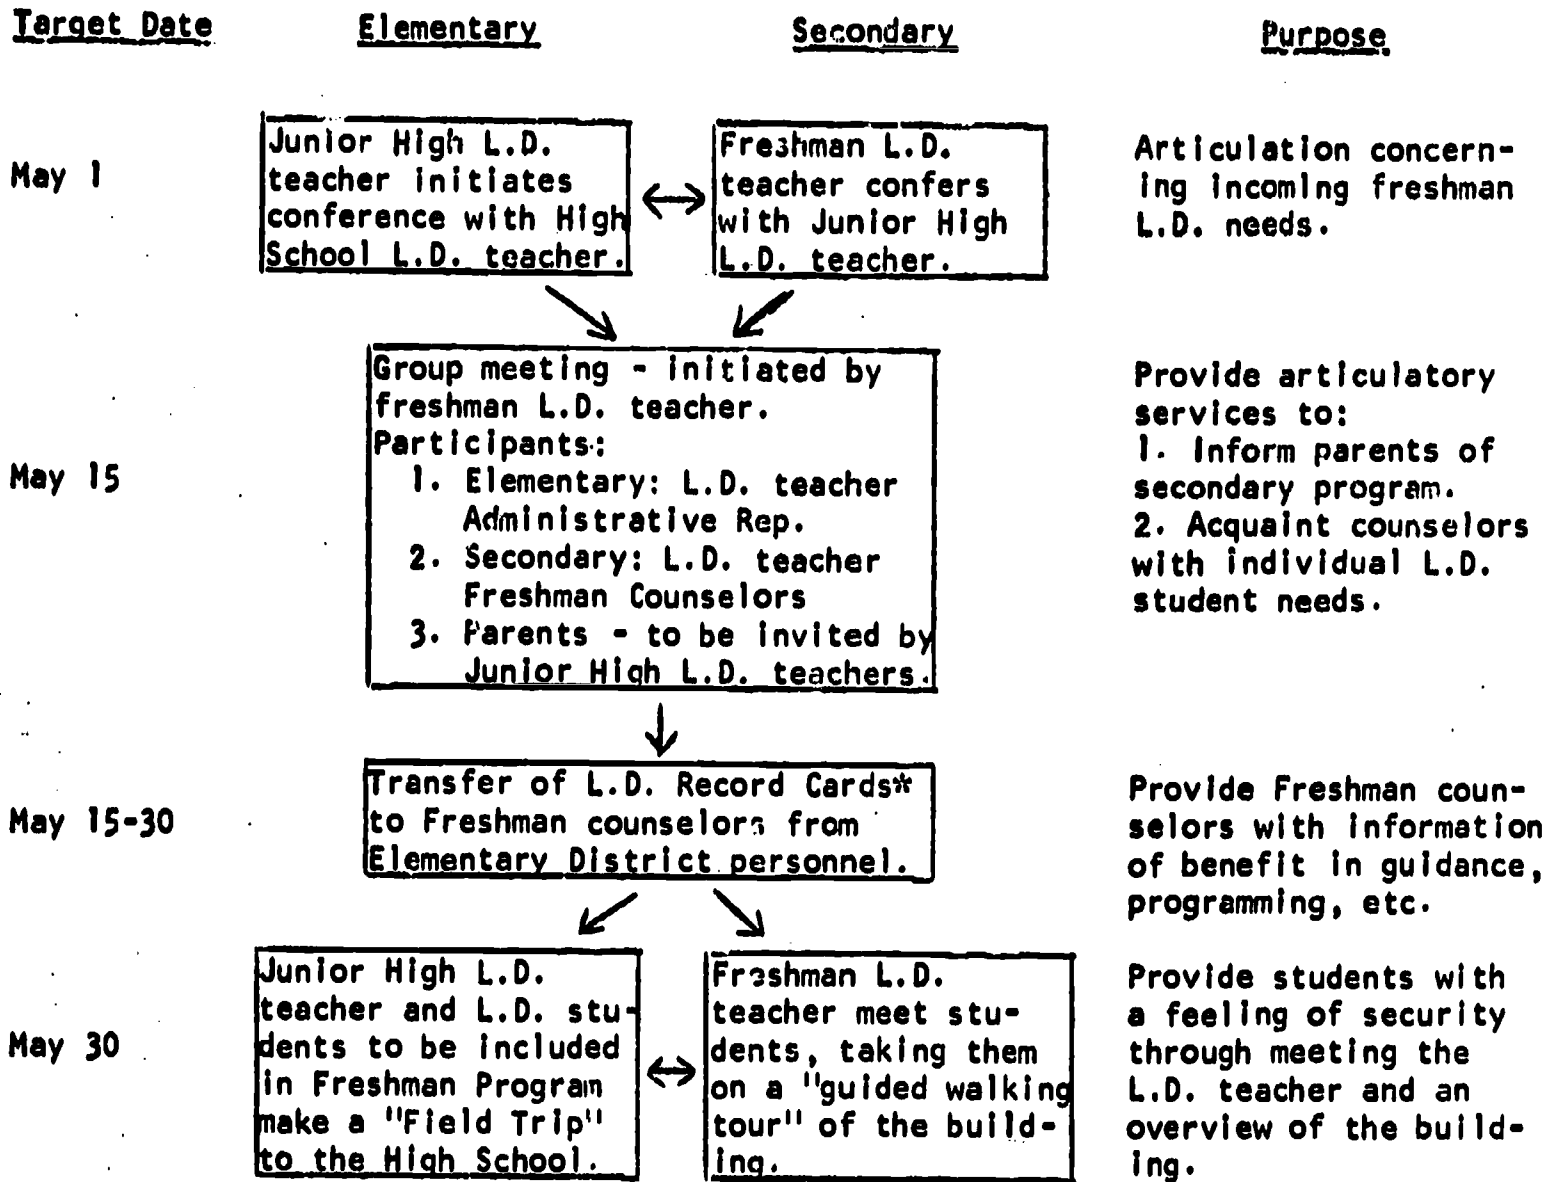 Target Date
Elementary
Secondary
Purpose
May 1
Junior High L.D.
teacher initiates
conference with High
School L.D. teacher.
Freshman L.D.
teacher confers
with Junior High
L.D. teacher.
Articulation concern-
ing incoming freshman
L.D. needs.
May 15
Group meeting - initiated by
freshman L.D. teacher.
Participants:
1. Elementary: L.D. teacher
Administrative Rep.
2. Secondary: L.D. teacher
Freshman Counselors
3. Parents - to be invited by
Junior High L.D. teachers.
Provide articulatory
services to:
1. Inform parents of
secondary program.
2. Acquaint counselors
with individual L.D.
student needs.
May 15-30
Transfer of L.D. Record Cards*
to Freshman counselors from
Elementary District personnel.
Provide Freshman coun-
selors with information
of benefit in guidance,
programming, etc.
May 30
Junior High L.D.
teacher and L.D. stu-
dents to be included
in Freshman Program
make a "Field Trip"
to the High School.
Freshman L.D.
teacher meet stu-
dents, taking them
on a "guided walking
tour" of the build-
ing.
Provide students with
a feeling of security
through meeting the
L.D. teacher and an
overview of the build-
ing.